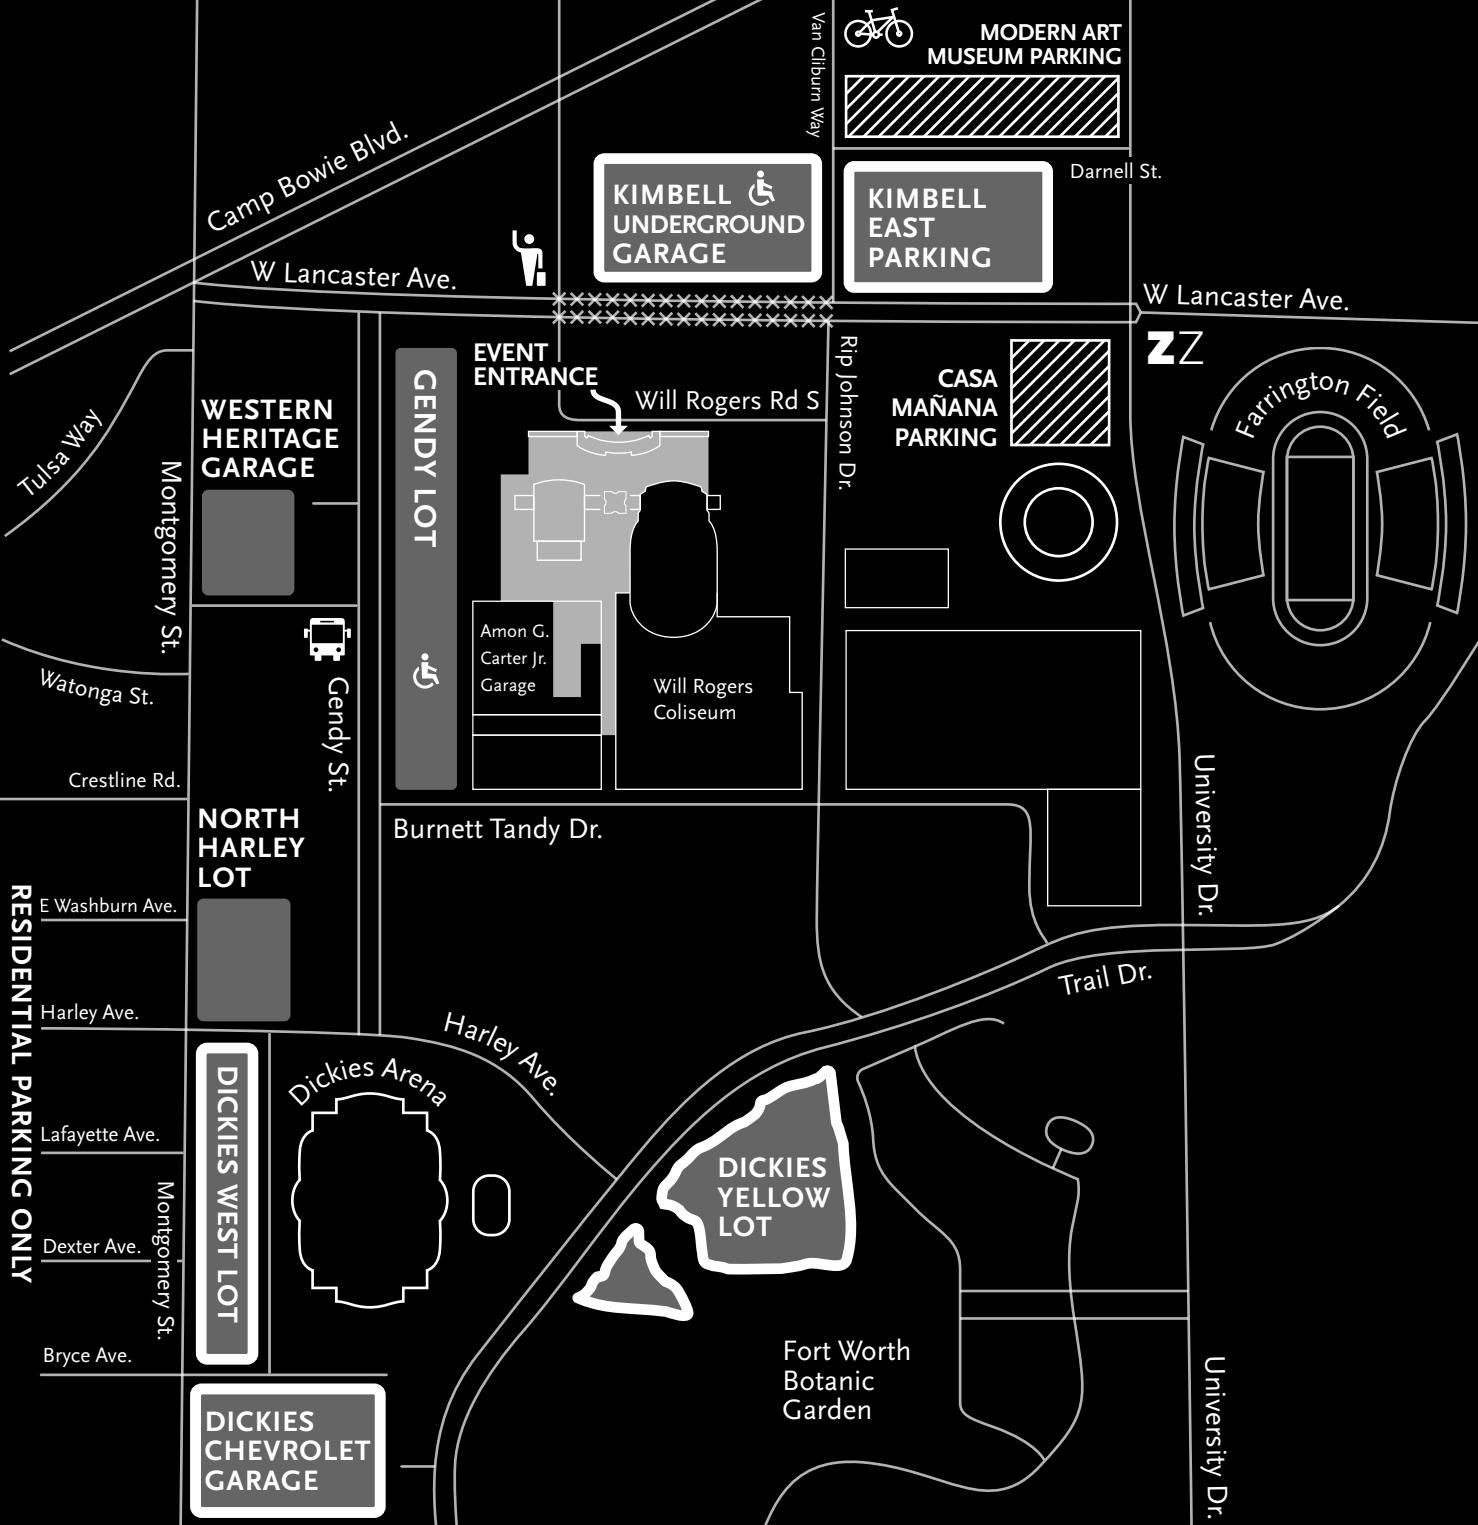 Van Cliburn Way
MODERN ART
MUSEUM PARKING
Camp Bowie Blvd.
KIMBELL
UNDERGROUND
GARAGE
KIMBELL
EAST
PARKING
Darnell St.
W Lancaster Ave.
W Lancaster Ave.
ZZ
EVENT
ENTRANCE
Will Rogers Rd S
Rip Johnson Dr.
CASA
MAÑANA
PARKING
Farrington Field
Tulsa Way
WESTERN
HERITAGE
GARAGE
GENDY LOT
Montgomery St.
Amon G.
Carter Jr.
Garage
Will Rogers
Coliseum
Watonga St.
Gendy St.
Crestline Rd.
University Dr.
NORTH
HARLEY
LOT
Burnett Tandy Dr.
RESIDENTIAL PARKING ONLY
E Washburn Ave.
Trail Dr.
Harley Ave.
Harley Ave.
Dickies Arena
DICKIES WEST LOT
Lafayette Ave.
DICKIES
YELLOW
LOT
Montgomery St.
Dexter Ave.
Bryce Ave.
Fort Worth
Botanic
Garden
University Dr.
DICKIES
CHEVROLET
GARAGE